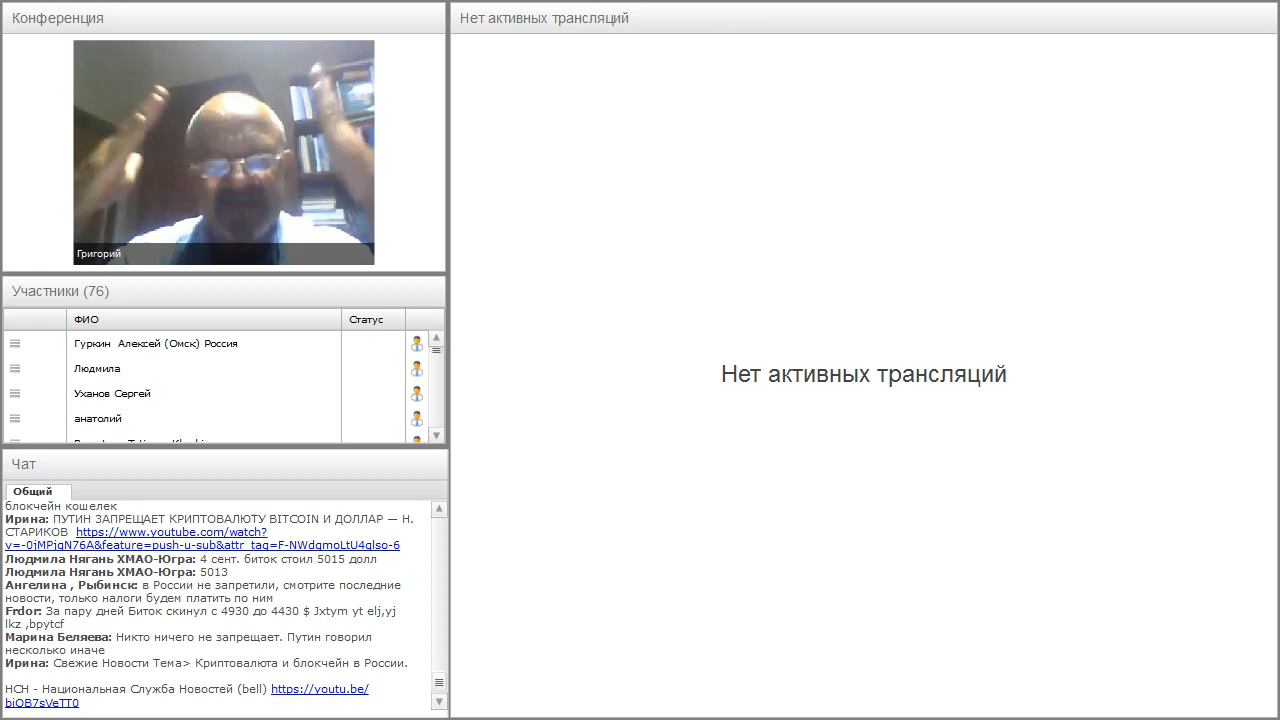 Конференция
Григорий
Участники (76)
ФИО Статус
Гуркин Алексей (Омск) Россия
Людмила
Уханов Сергей
анатолий
Чат
Общий
блокчейн кошелек
Ирина: ПУТИН ЗАПРЕЩАЕТ КРИПТОВАЛЮТУ BITCOIN И ДОЛЛАР — Н.
СТАРИКОВ https://www.youtube.com/watch?
v=-0jMPjgN76A&feature=push-u-sub&attr_tag=F-NWdgmoLtU4glso-6
Людмила Нягань ХМАО-Югра: 4 сент. биток стоил 5015 долл
Людмила Нягань ХМАО-Югра: 5013
Ангелина , Рыбинск: в России не запретили, смотрите последние
новости, только налоги будем платить по ним
Frdor: За пару дней Биток скинул с 4930 до 4430 $ Jxtym yt elj,yj
lkz ,bpytcf
Марина Беляева: Никто ничего не запрещает. Путин говорил
несколько иначе
Ирина: Свежие Новости Тема> Криптовалюта и блокчейн в России.
НСН - Национальная Служба Новостей (bell) https://youtu.be/
biOB7sVeTT0
Нет активных трансляций
Нет активных трансляций